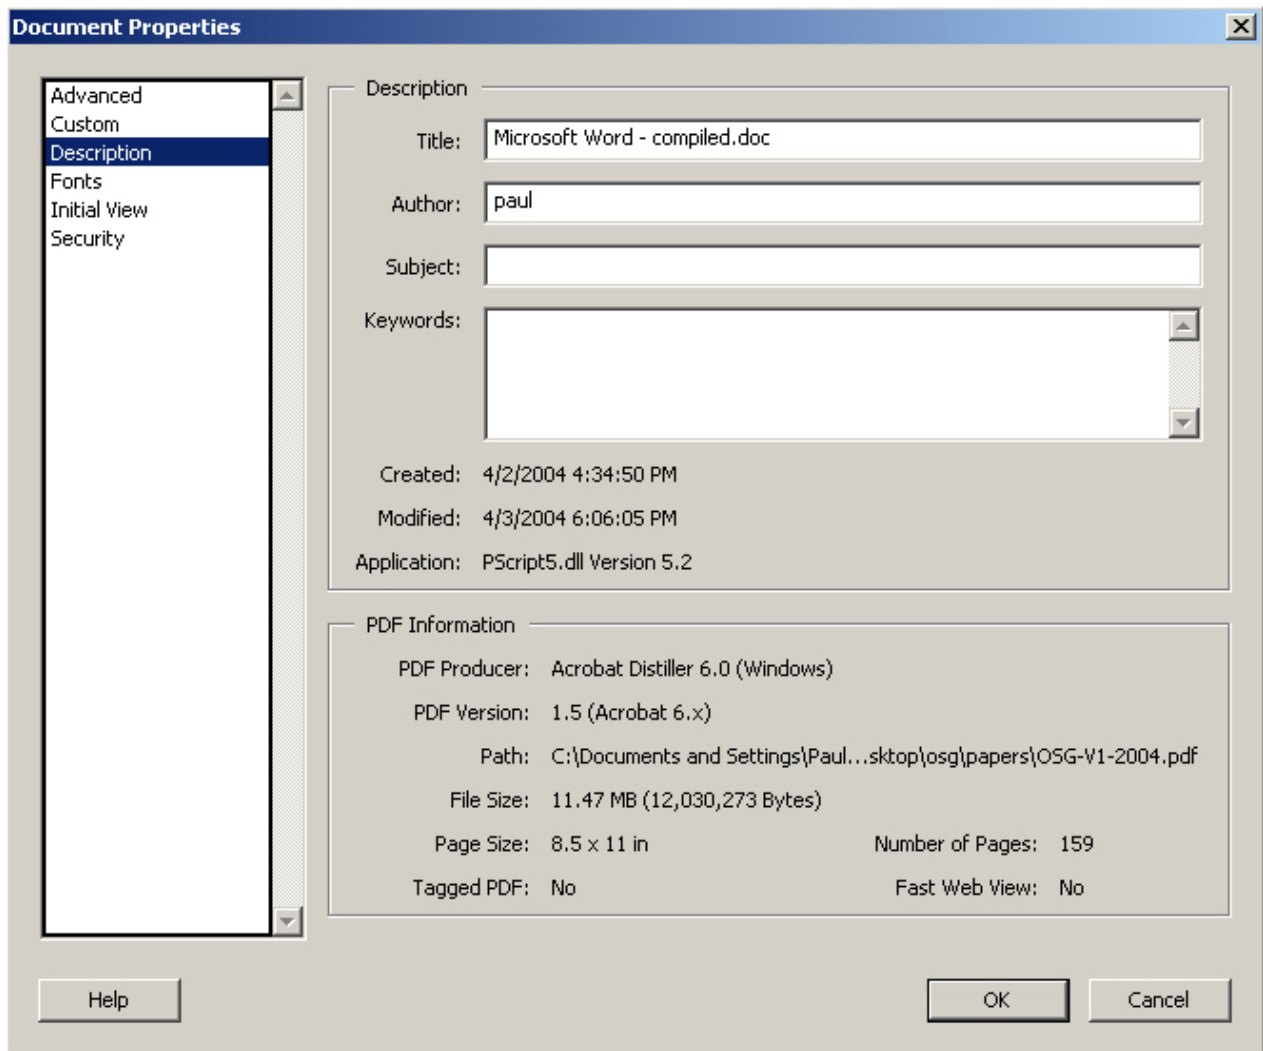 Document Properties
Advanced
Custom
Description
Fonts
Initial View
Security
Description
Title: Microsoft Word - compiled.doc
Author: paul
Subject:
Keywords:
Created: 4/2/2004 4:34:50 PM
Modified: 4/3/2004 6:06:05 PM
Application: PScript5.dll Version 5.2
PDF Information
PDF Producer: Acrobat Distiller 6.0 (Windows)
PDF Version: 1.5 (Acrobat 6.x)
Path: C:\Documents and Settings\Paul...sktop\osg\papers\OSG-V1-2004.pdf
File Size: 11.47 MB (12,030,273 Bytes)
Page Size: 8.5 x 11 in Number of Pages: 159
Tagged PDF: No Fast Web View: No
Help OK Cancel